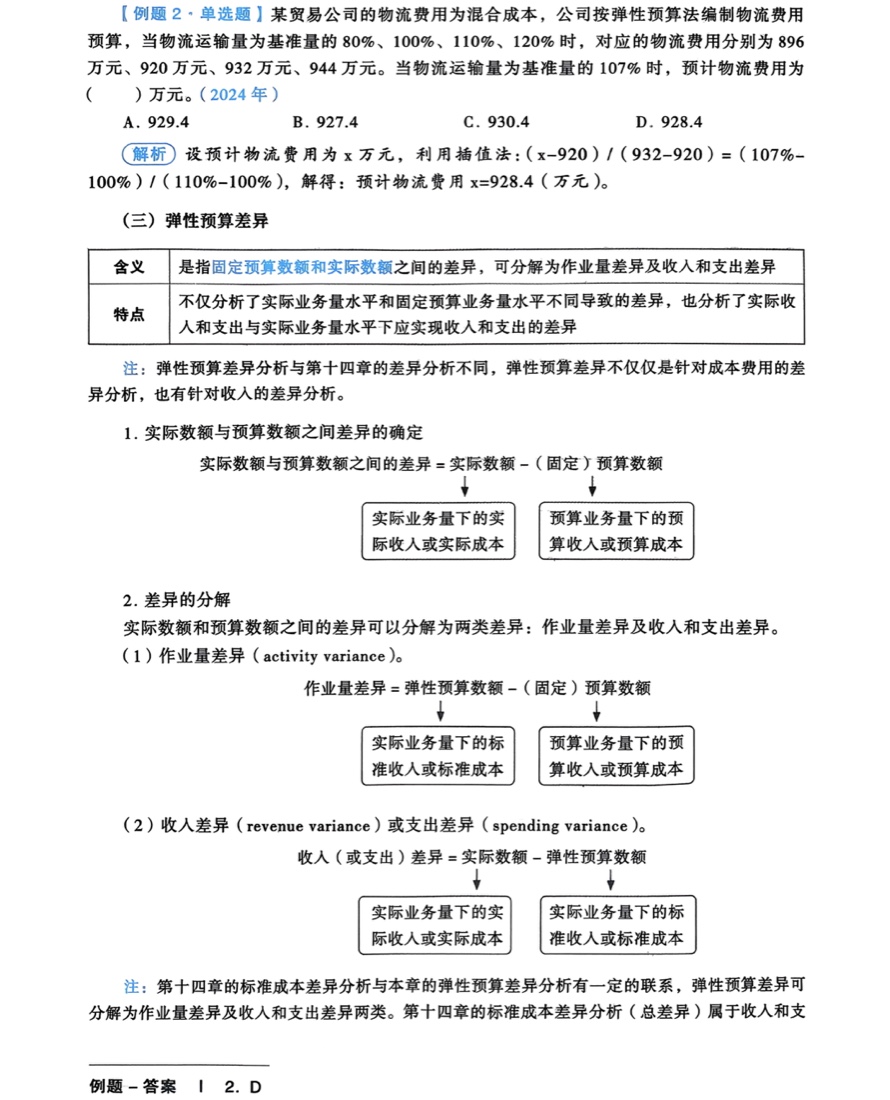 【例题2·单选题】某贸易公司的物流费用为混合成本，公司按弹性预算法编制物流费用
预算，当物流运输量为基准量的80%、100%、110%、120%时，对应的物流费用分别为896
万元、920万元、932万元、944万元。当物流运输量为基准量的107%时，预计物流费用为
（　　）万元。（2024年）
A. 929.4　B. 927.4　C. 930.4　D. 928.4
解析 设预计物流费用为x万元，利用插值法：（x-920）/（932-920）=（107%-
100%）/（110%-100%），解得：预计物流费用x=928.4（万元）。
（三）弹性预算差异
含义　是指固定预算数额和实际数额之间的差异，可分解为作业量差异及收入和支出差异
特点　不仅分析了实际业务量水平和固定预算业务量水平不同导致的差异，也分析了实际收
入和支出与实际业务量水平下应实现收入和支出的差异
注：弹性预算差异分析与第十四章的差异分析不同，弹性预算差异不仅仅是针对成本费用的差
异分析，也有针对收入的差异分析。
1. 实际数额与预算数额之间差异的确定
实际数额与预算数额之间的差异=实际数额-（固定）预算数额
实际业务量下的实　预算业务量下的预
际收入或实际成本　算收入或预算成本
2. 差异的分解
实际数额和预算数额之间的差异可以分解为两类差异：作业量差异及收入和支出差异。
（1）作业量差异（activity variance）。
作业量差异=弹性预算数额-（固定）预算数额
实际业务量下的标　预算业务量下的预
准收入或标准成本　算收入或预算成本
（2）收入差异（revenue variance）或支出差异（spending variance）。
收入（或支出）差异=实际数额-弹性预算数额
实际业务量下的实　实际业务量下的标
际收入或实际成本　准收入或标准成本
注：第十四章的标准成本差异分析与本章的弹性预算差异分析有一定的联系，弹性预算差异可
分解为作业量差异及收入和支出差异两类。第十四章的标准成本差异分析（总差异）属于收入和支
例题-答案　|　2. D